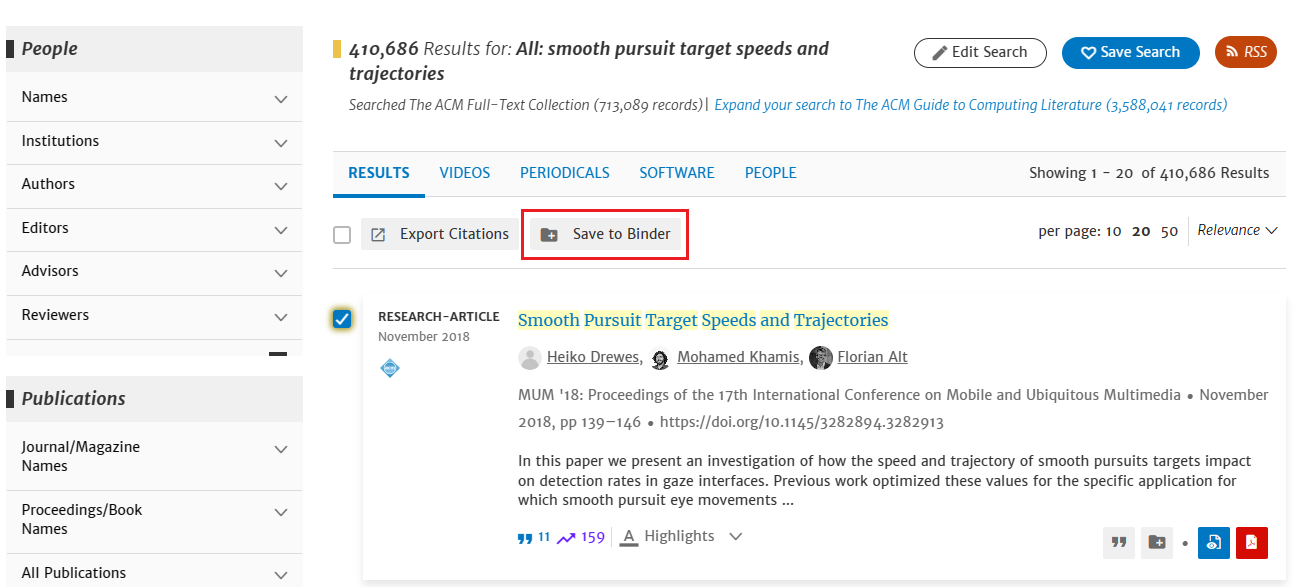 People
Names
Institutions
Authors
Editors
Advisors
Reviewers
Publications
Journal/Magazine
Names
Proceedings/Book
Names
All Publications
410,686 Results for: All: smooth pursuit target speeds and
trajectories
Edit Search
Save Search
RSS
Searched The ACM Full-Text Collection (713,089 records)| Expand your search to The ACM Guide to Computing Literature (3,588,041 records)
RESULTS VIDEOS PERIODICALS SOFTWARE PEOPLE
Showing 1 - 20 of 410,686 Results
Export Citations
Save to Binder
per page: 10 20 50 Relevance
RESEARCH-ARTICLE
November 2018
Smooth Pursuit Target Speeds and Trajectories
Heiko Drewes, Mohamed Khamis, Florian Alt
MUM '18: Proceedings of the 17th International Conference on Mobile and Ubiquitous Multimedia • November
2018, pp 139–146 • https://doi.org/10.1145/3282894.3282913
In this paper we present an investigation of how the speed and trajectory of smooth pursuits targets impact
on detection rates in gaze interfaces. Previous work optimized these values for the specific application for
which smooth pursuit eye movements ...
11 159 A Highlights